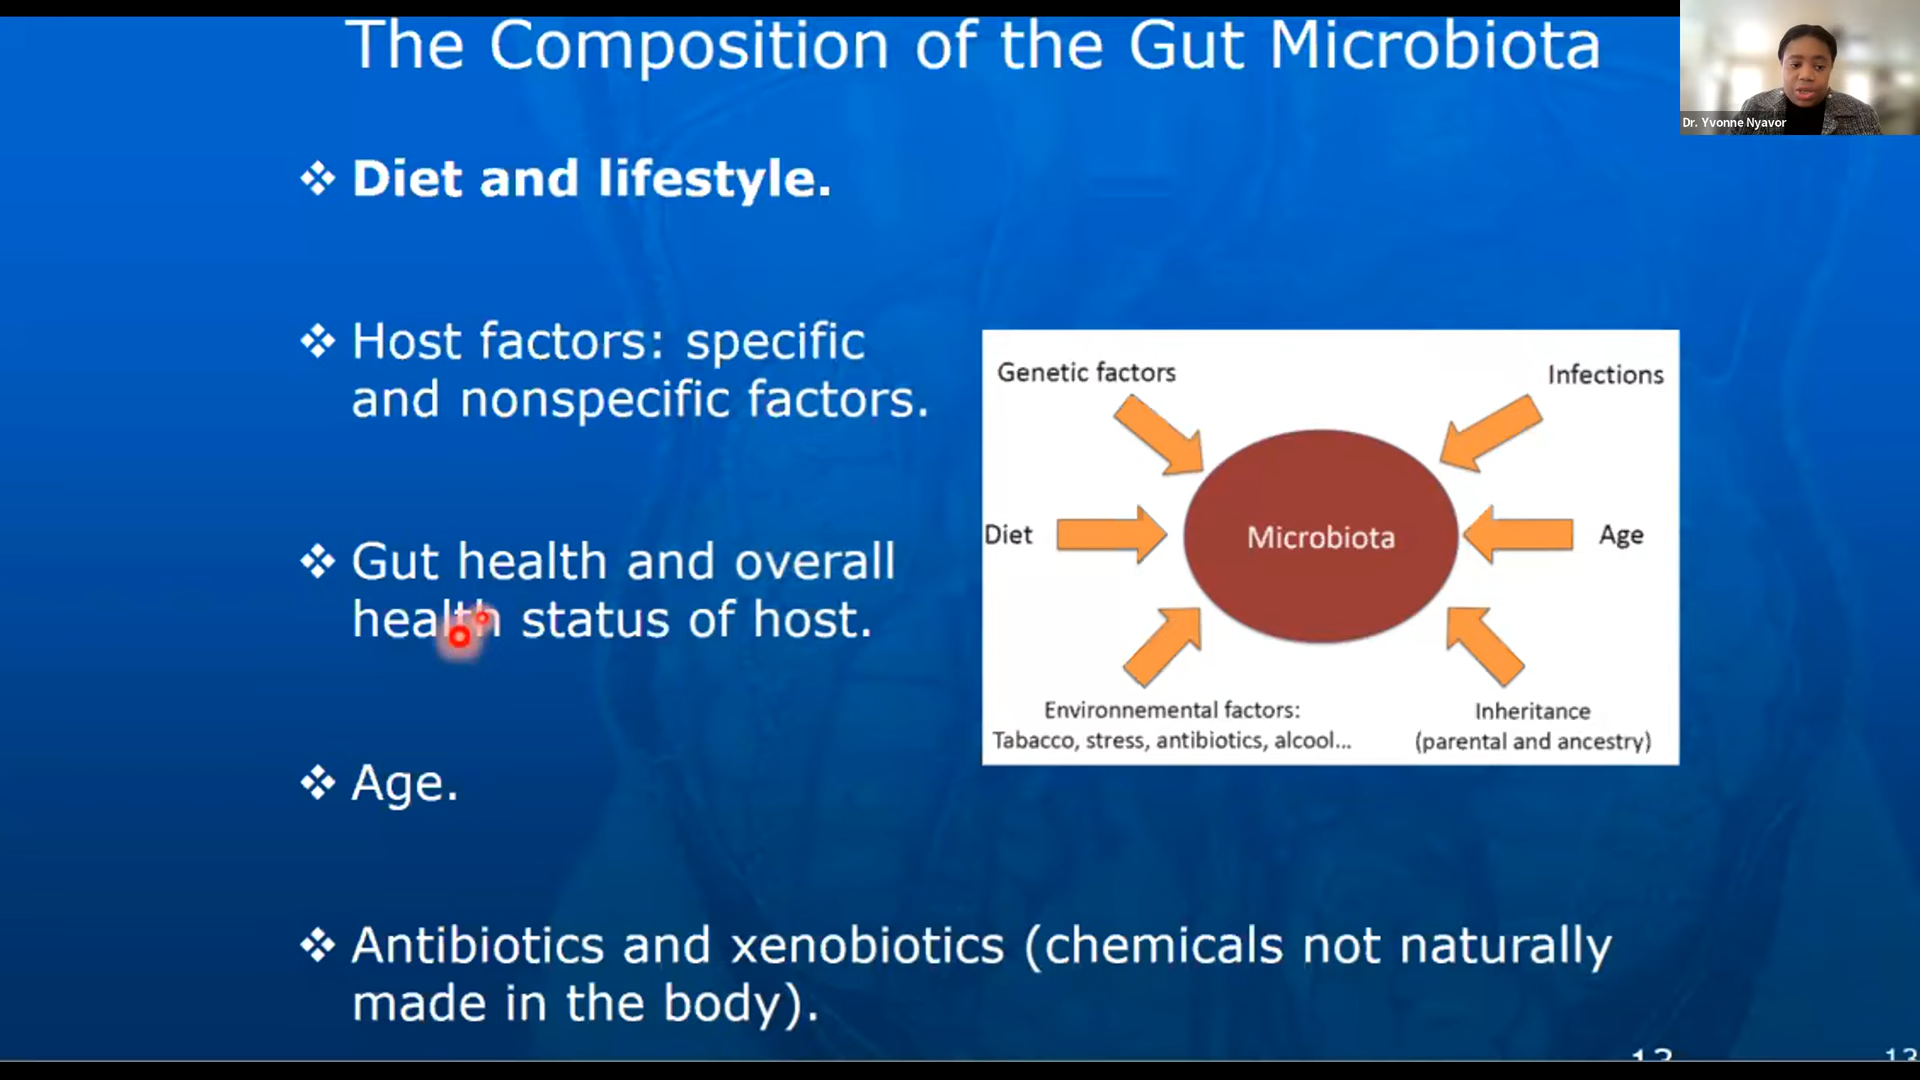 The Composition of the Gut Microbiota
Dr. Yvonne Nyavor
❖ Diet and lifestyle.
❖ Host factors: specific
and nonspecific factors.
❖ Gut health and overall
health status of host.
❖ Age.
❖ Antibiotics and xenobiotics (chemicals not naturally
made in the body).
Genetic factors
Infections
Diet
Microbiota
Age
Environnemental factors:
Tabacco, stress, antibiotics, alcool...
Inheritance
(parental and ancestry)
13